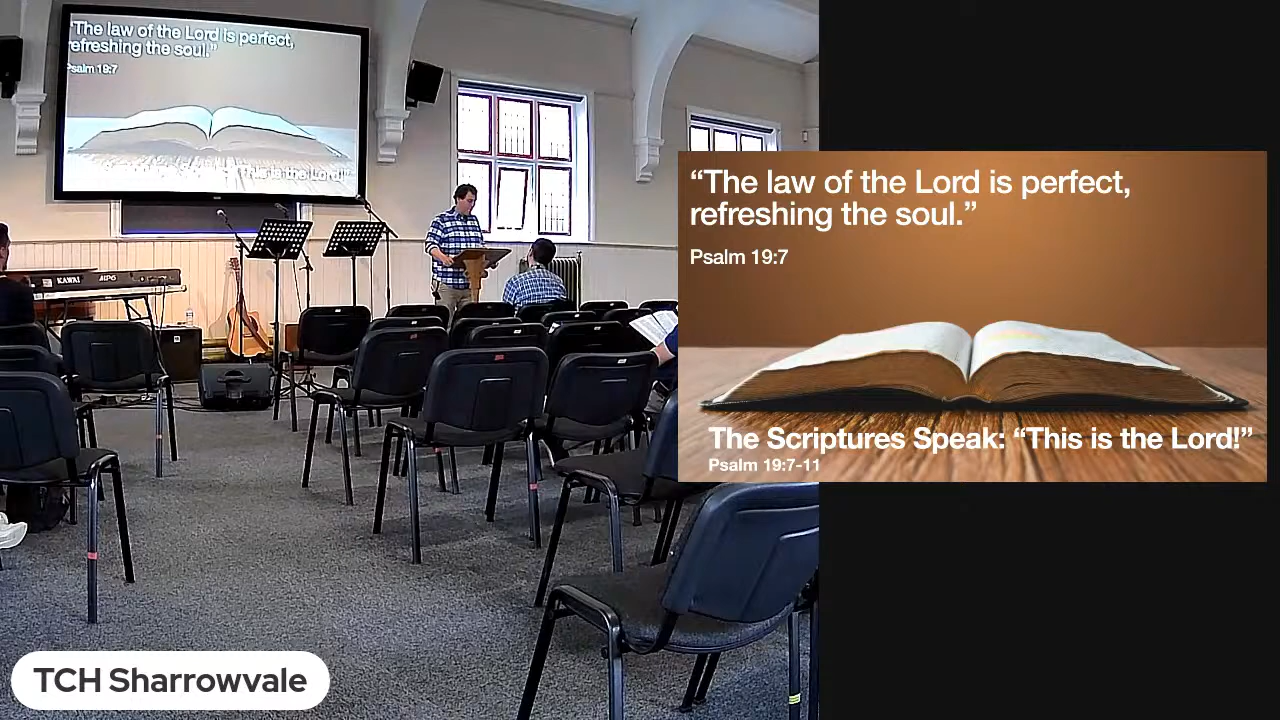 “The law of the Lord is perfect,
refreshing the soul.”
Psalm 19:7
This is the Lord!”
KAWAI
MP6
“The law of the Lord is perfect,
refreshing the soul.”
Psalm 19:7
The Scriptures Speak: “This is the Lord!”
Psalm 19:7-11
TCH Sharrowvale